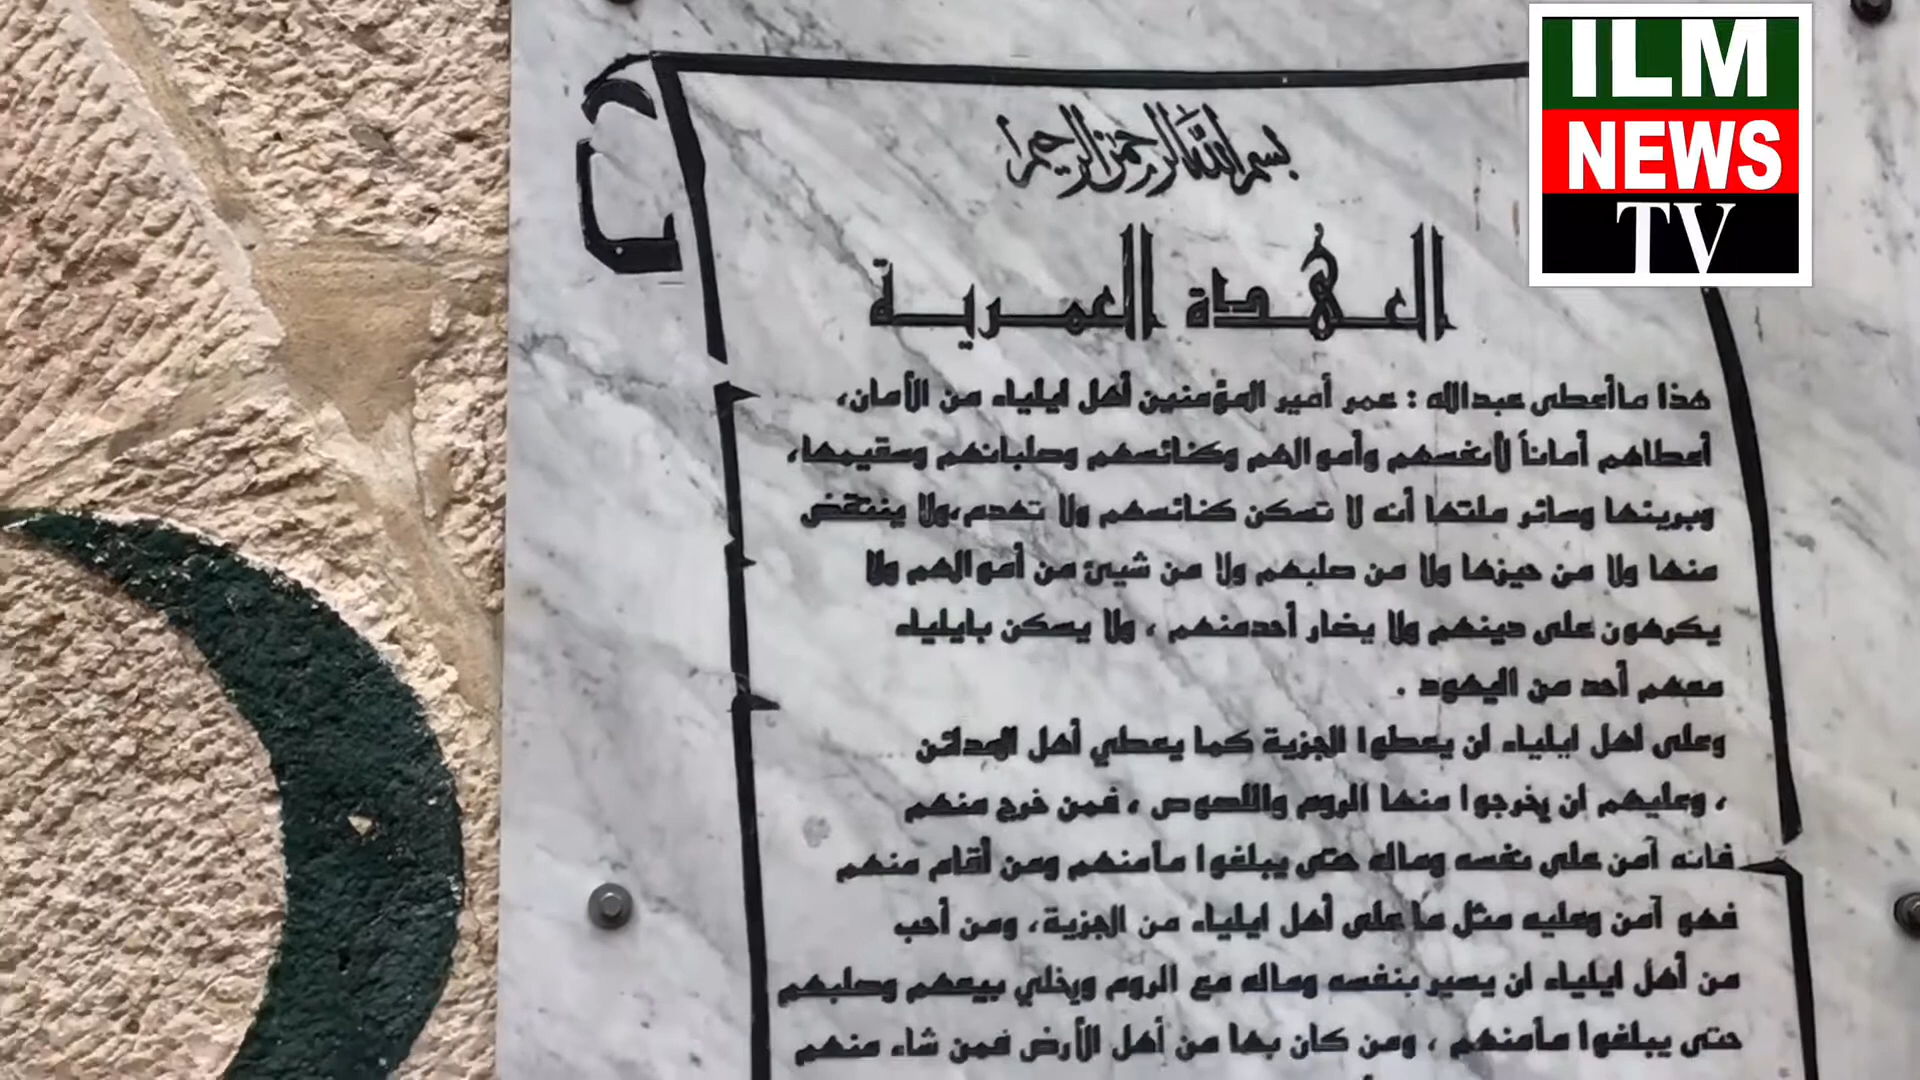 بسم الله الرحمن الرحيم
العهدة العمرية
هذا ما أعطى عبدالله : عمر أمير المؤمنين أهل ايلياء من الأمان،
أعطاهم أماناً لأنفسهم وأموالهم وكنائسهم وصلبانهم وسقيمها،
وبريئها وسائر ملتها أنه لا تسكن كنائسهم ولا تهدم،ولا ينتقض
منها ولا من حيزها ولا من صلبهم ولا من شيئ من أموالهم ولا
يكرهون على دينهم ولا يضار أحدمنهم ، ولا يسكن بايلياء
معهم أحد من اليهود .
وعلى اهل ايلياء ان يعطوا الجزية كما يعطي أهل المدائن
، وعليهم ان يخرجوا منها الروم واللصوص ، فمن خرج منهم
فانه آمن على نفسه وماله حتى يبلغوا مأمنهم ومن أقام منهم
فهو آمن وعليه مثل ما على أهل ايلياء من الجزية، ومن أحب
من أهل ايلياء ان يسير بنفسه وماله مع الروم ويخلي بيعهم وصلبهم
حتى يبلغوا مأمنهم ، ومن كان بها من أهل الأرض فمن شاء منهم
ILM
NEWS
TV